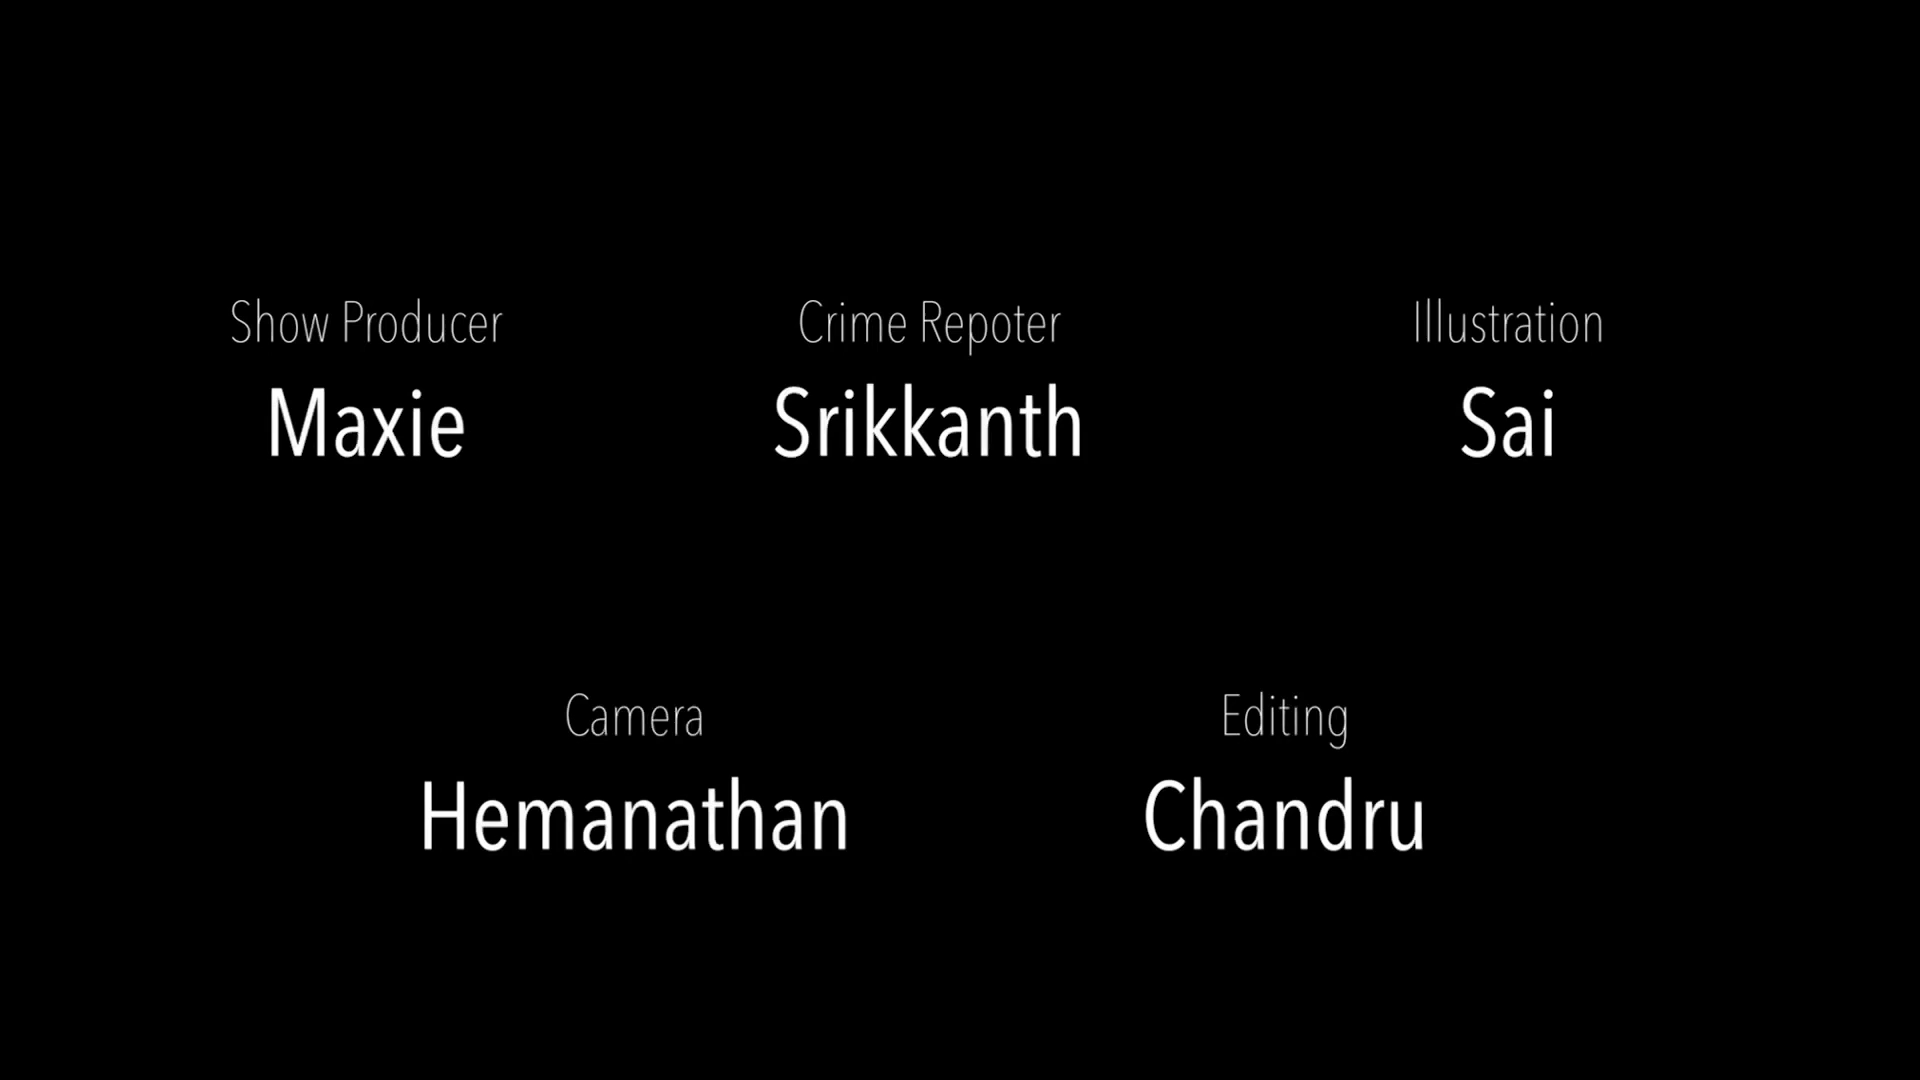 Show Producer
Maxie
Crime Repoter
Srikkanth
Illustration
Sai
Camera
Hemanathan
Editing
Chandru